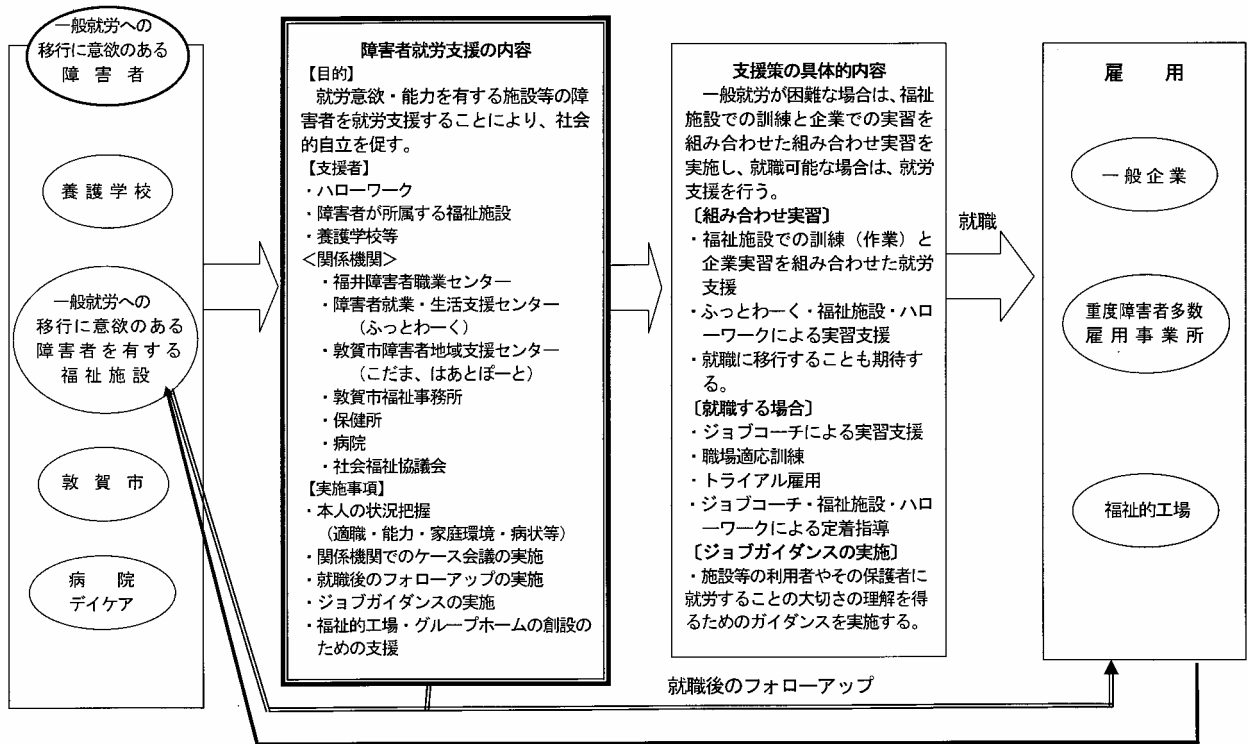 一般就労への
移行に意欲のある
障害者
養護学校
一般就労への
移行に意欲のある
障害者を有する
福祉施設
敦賀市
病院
デイケア
障害者就労支援の内容
【目的】
就労意欲・能力を有する施設等の障
害者を就労支援することにより、社会
的自立を促す。
【支援者】
・ハローワーク
・障害者が所属する福祉施設
・養護学校等
<関係機関>
・福井障害者職業センター
・障害者就業・生活支援センター
(ふっとわーく)
・敦賀市障害者地域支援センター
(こだま、はあとぽーと)
・敦賀市福祉事務所
・保健所
・病院
・社会福祉協議会
【実施事項】
・本人の状況把握
(適職・能力・家庭環境・病状等)
・関係機関でのケース会議の実施
・就職後のフォローアップの実施
・ジョブガイダンスの実施
・福祉的工場・グループホームの創設の
ための支援
支援策の具体的内容
一般就労が困難な場合は、福祉
施設での訓練と企業での実習を
組み合わせた組み合わせ実習を
実施し、就職可能な場合は、就労
支援を行う。
〔組み合わせ実習〕
・福祉施設での訓練(作業)と
企業実習を組み合わせた就労
支援
・ふっとわーく・福祉施設・ハロ
ーワークによる実習支援
・就職に移行することも期待す
る。
〔就職する場合〕
・ジョブコーチによる実習支援
・職場適応訓練
・トライアル雇用
・ジョブコーチ・福祉施設・ハロ
ーワークによる定着指導
〔ジョブガイダンスの実施〕
・施設等の利用者やその保護者に
就労することの大切さの理解を得
るためのガイダンスを実施する。
就職
雇用
一般企業
重度障害者多数
雇用事業所
福祉的工場
就職後のフォローアップ